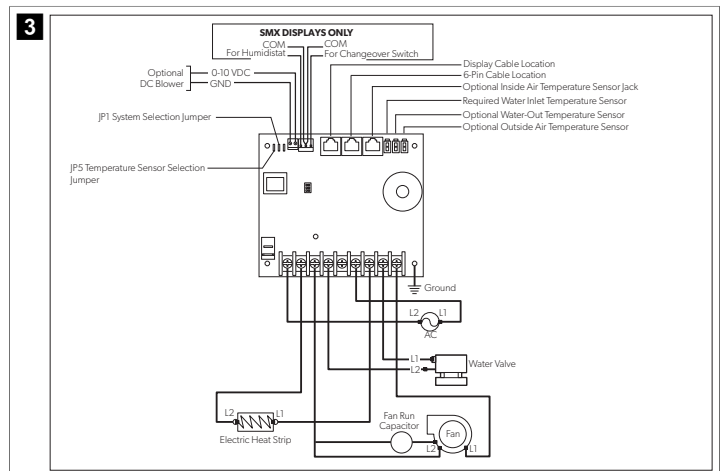 3
SMX DISPLAYS ONLY
COM
COM
For Humidistat
For Changeover Switch
Optional
DC Blower
0-10 VDC
GND
Display Cable Location
6-Pin Cable Location
Optional Inside Air Temperature Sensor Jack
Required Water Inlet Temperature Sensor
Optional Water-Out Temperature Sensor
Optional Outside Air Temperature Sensor
JP1 System Selection Jumper
JP5 Temperature Sensor Selection
Jumper
Ground
L2
L1
AC
L1
L2
Water Valve
L2
L1
Electric Heat Strip
Fan Run
Capacitor
Fan
L2
L1